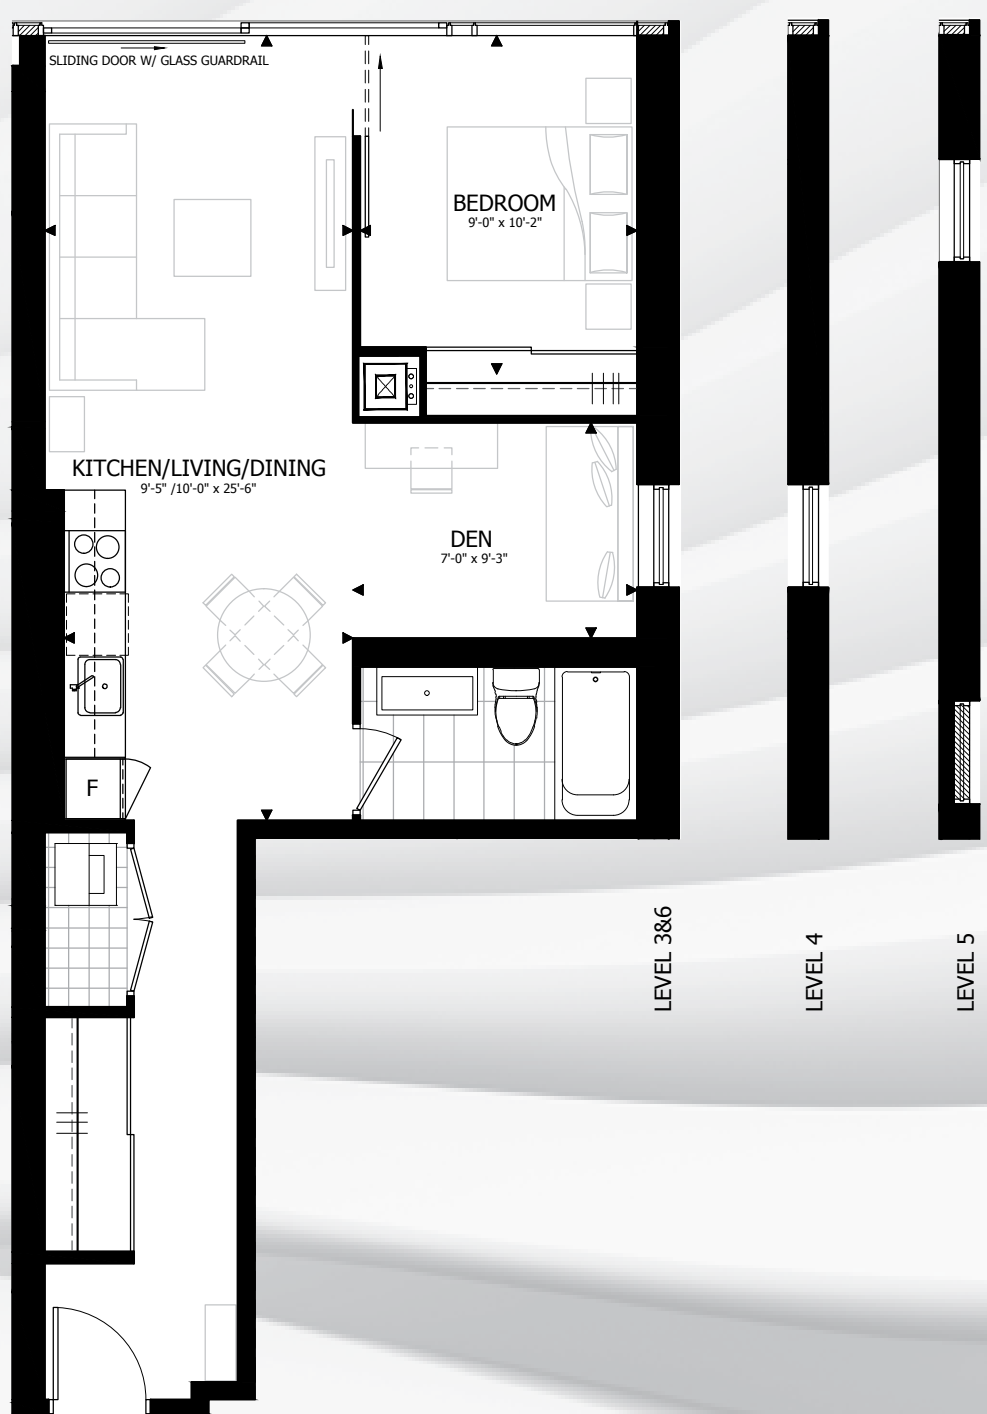 SLIDING DOOR W/ GLASS GUARDRAIL
BEDROOM
9'-0" x 10'-2"
KITCHEN/LIVING/DINING
9'-5" /10'-0" x 25'-6"
DEN
7'-0" x 9'-3"
F
LEVEL 3&6
LEVEL 4
LEVEL 5